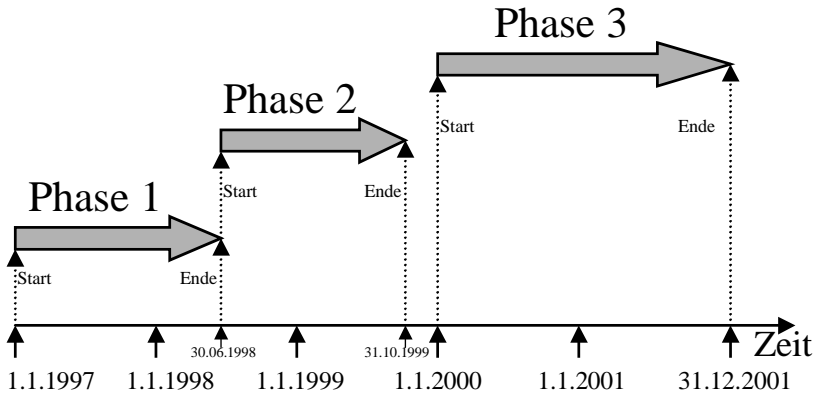 Phase 3
Phase 2
Start
Ende
Phase 1
Start
Ende
Start
Ende
30.06.1998
31.10.1999
Zeit
1.1.1997
1.1.1998
1.1.1999
1.1.2000
1.1.2001
31.12.2001